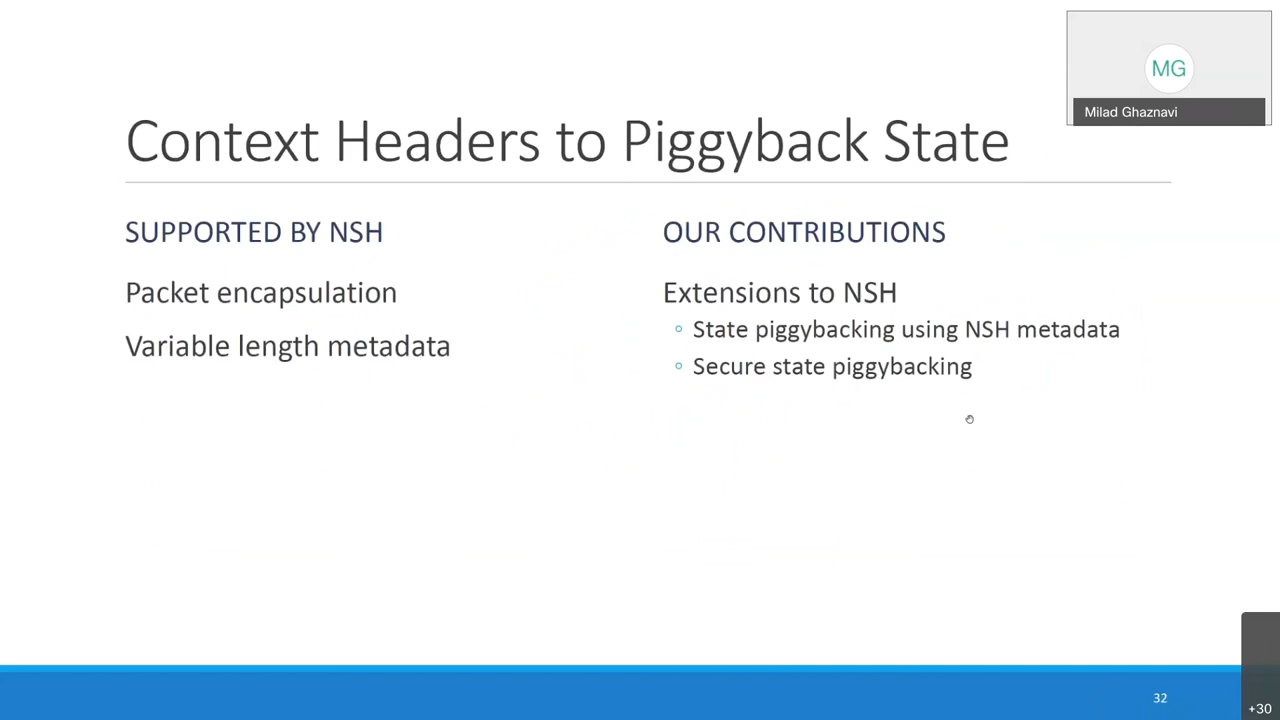 MG
Milad Ghaznavi
Context Headers to Piggyback State
SUPPORTED BY NSH
Packet encapsulation
Variable length metadata
OUR CONTRIBUTIONS
Extensions to NSH
State piggybacking using NSH metadata
Secure state piggybacking
32
+30